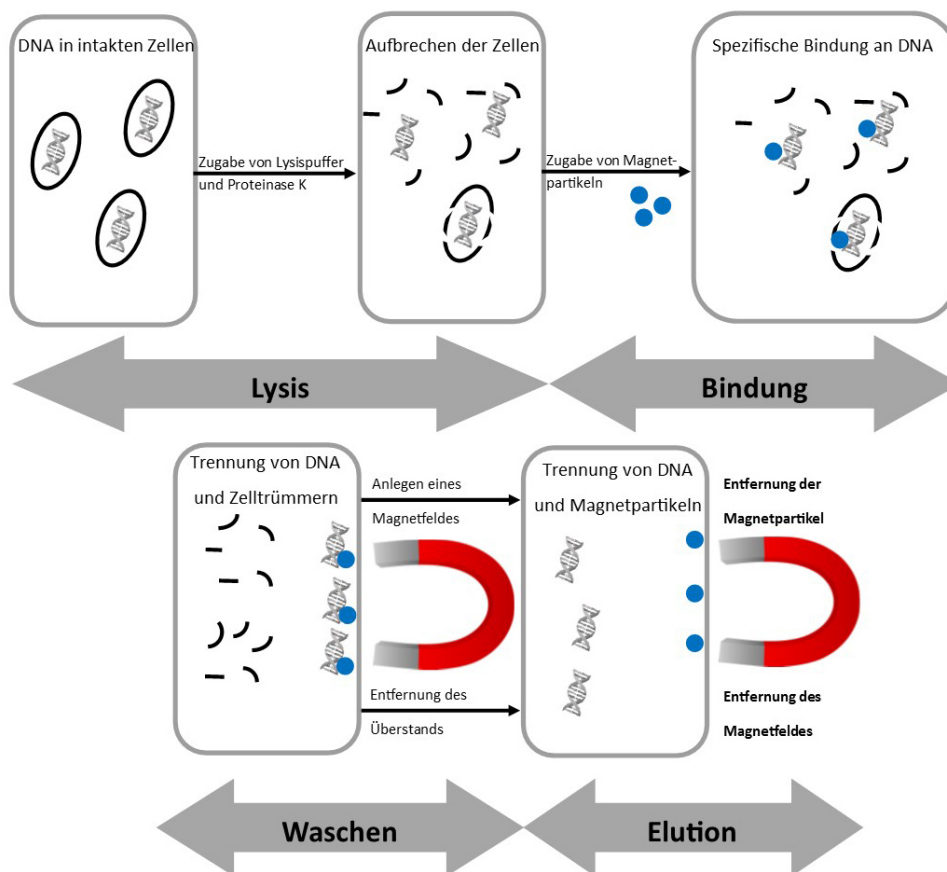 DNA in intakten Zellen
Aufbrechen der Zellen
Spezifische Bindung an DNA
Zugabe von Lysispuffer
und Proteinase K
Zugabe von Magnet-
partikeln
Lysis
Bindung
Trennung von DNA
und Zelltrümmern
Anlegen eines
Magnetfeldes
Entfernung des
Überstands
Trennung von DNA
und Magnetpartikeln
Entfernung der
Magnetpartikel
Entfernung des
Magnetfeldes
Waschen
Elution